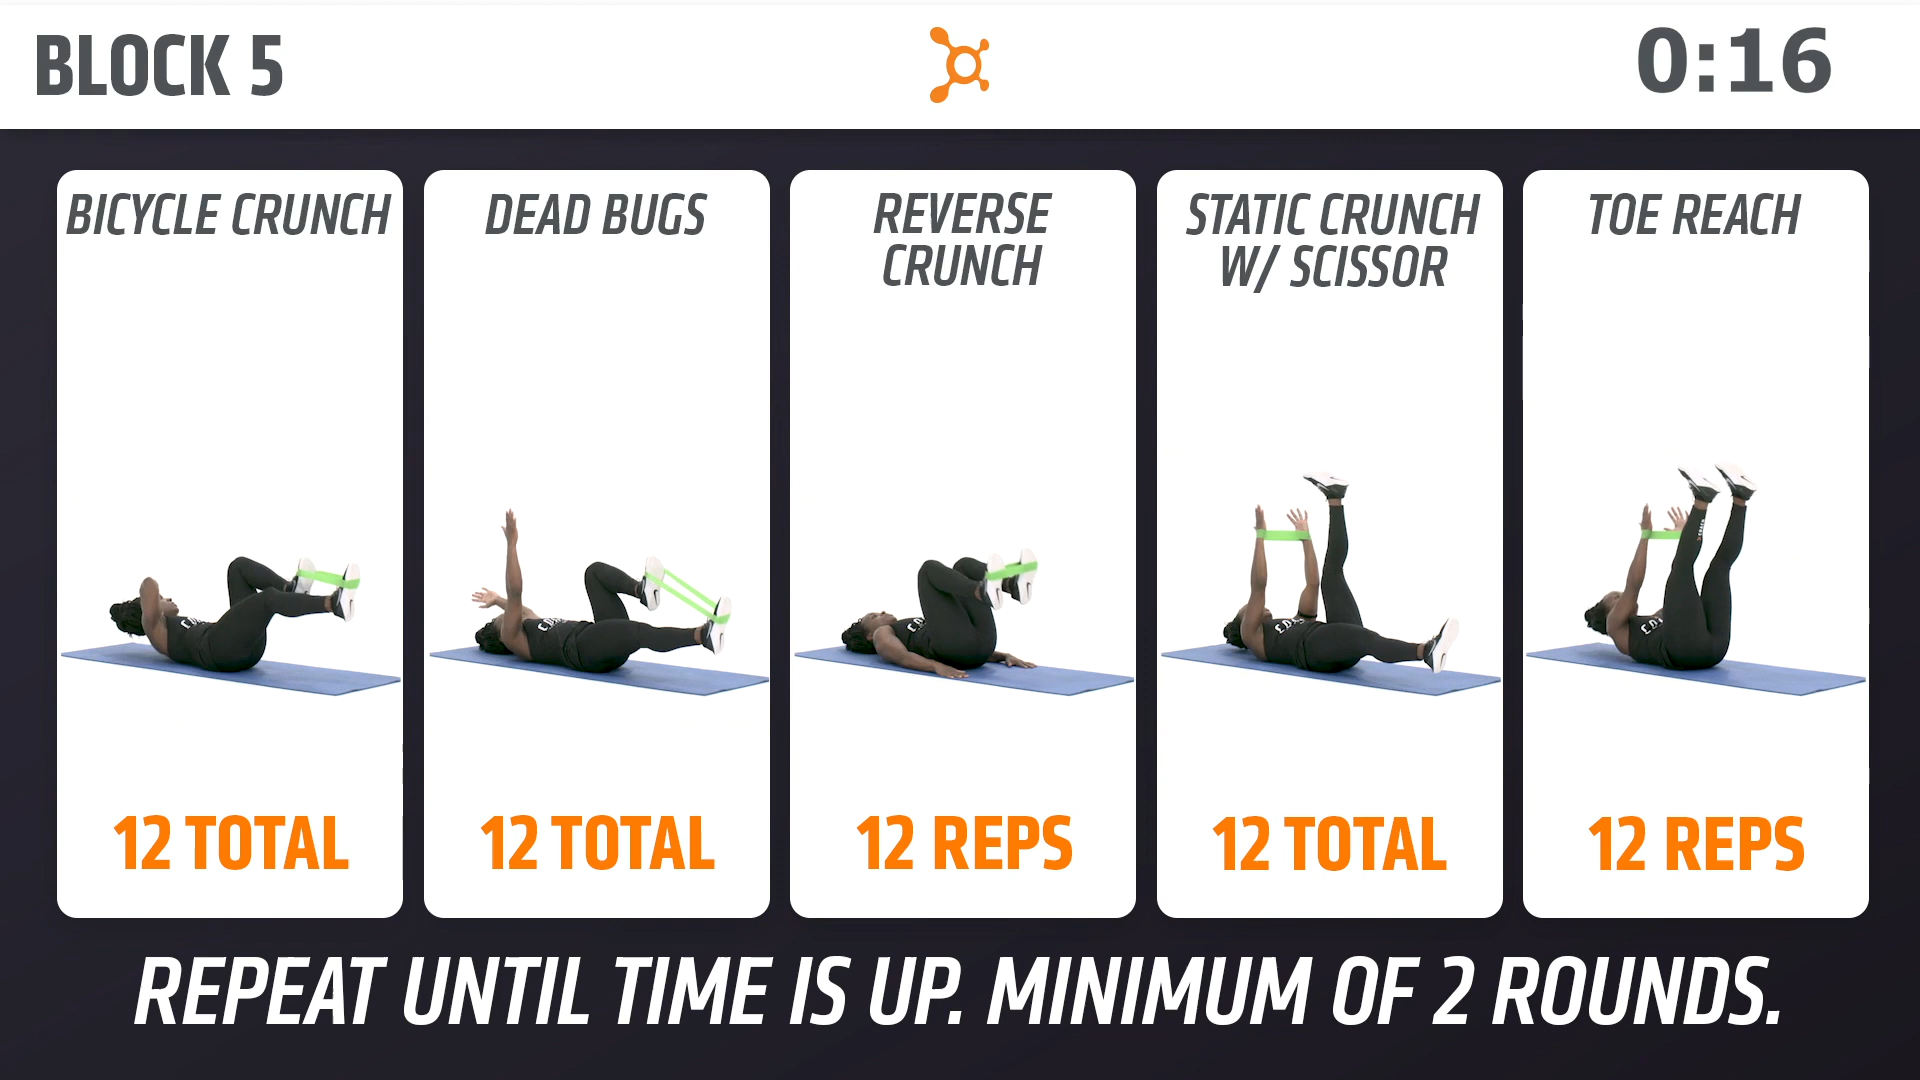 BLOCK 5
0:16
BICYCLE CRUNCH
DEAD BUGS
REVERSE
CRUNCH
STATIC CRUNCH
W/ SCISSOR
TOE REACH
12 TOTAL
12 TOTAL
12 REPS
12 TOTAL
12 REPS
REPEAT UNTIL TIME IS UP. MINIMUM OF 2 ROUNDS.